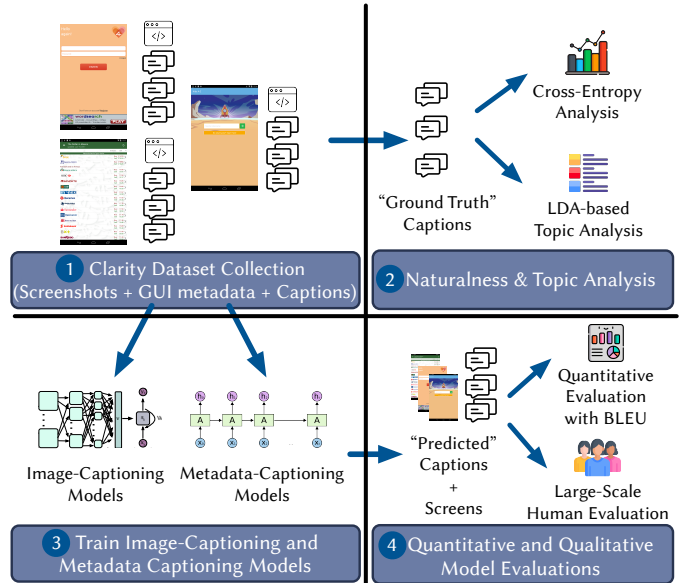 </>
</>
</>
Cross-Entropy
Analysis
"Ground Truth"
Captions
LDA-based
Topic Analysis
1 Clarity Dataset Collection
(Screenshots + GUI metadata + Captions)
2 Naturalness & Topic Analysis
Image-Captioning
Models
A A A A
Metadata-Captioning
Models
"Predicted"
Captions
+
Screens
Quantitative
Evaluation
with BLEU
Large-Scale
Human Evaluation
3 Train Image-Captioning and
Metadata Captioning Models
4 Quantitative and Qualitative
Model Evaluations